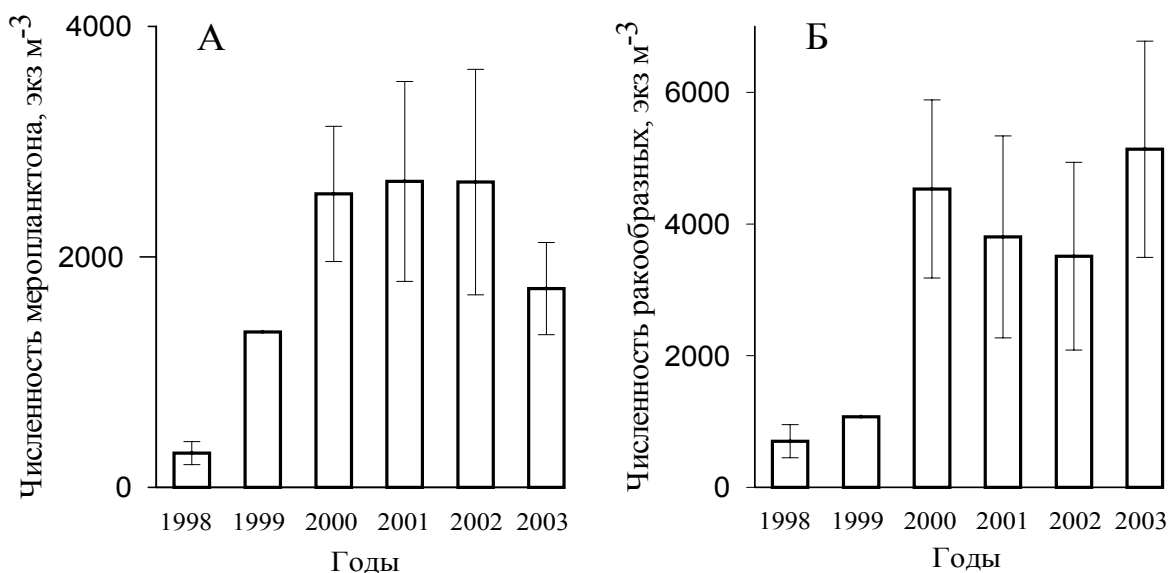 А
Численность меропланктона, экз м-3
4000
2000
0
1998 1999 2000 2001 2002 2003
Годы
Б
Численность ракообразных, экз м-3
6000
4000
2000
0
1998 1999 2000 2001 2002 2003
Годы